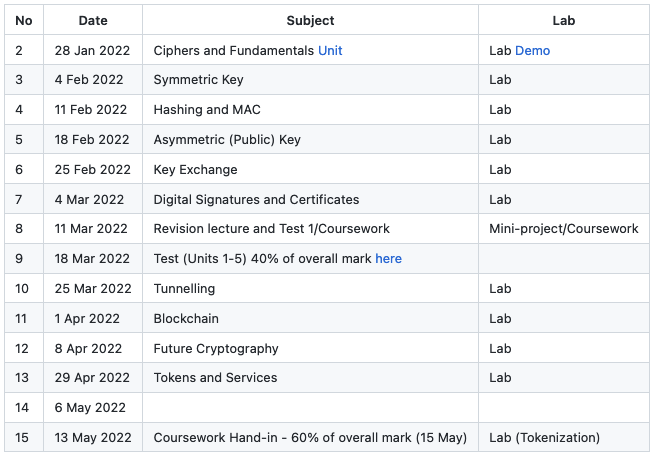 No Date Subject Lab
2 28 Jan 2022 Ciphers and Fundamentals Unit Lab Demo
3 4 Feb 2022 Symmetric Key Lab
4 11 Feb 2022 Hashing and MAC Lab
5 18 Feb 2022 Asymmetric (Public) Key Lab
6 25 Feb 2022 Key Exchange Lab
7 4 Mar 2022 Digital Signatures and Certificates Lab
8 11 Mar 2022 Revision lecture and Test 1/Coursework Mini-project/Coursework
9 18 Mar 2022 Test (Units 1-5) 40% of overall mark here
10 25 Mar 2022 Tunnelling Lab
11 1 Apr 2022 Blockchain Lab
12 8 Apr 2022 Future Cryptography Lab
13 29 Apr 2022 Tokens and Services Lab
14 6 May 2022
15 13 May 2022 Coursework Hand-in - 60% of overall mark (15 May) Lab (Tokenization)